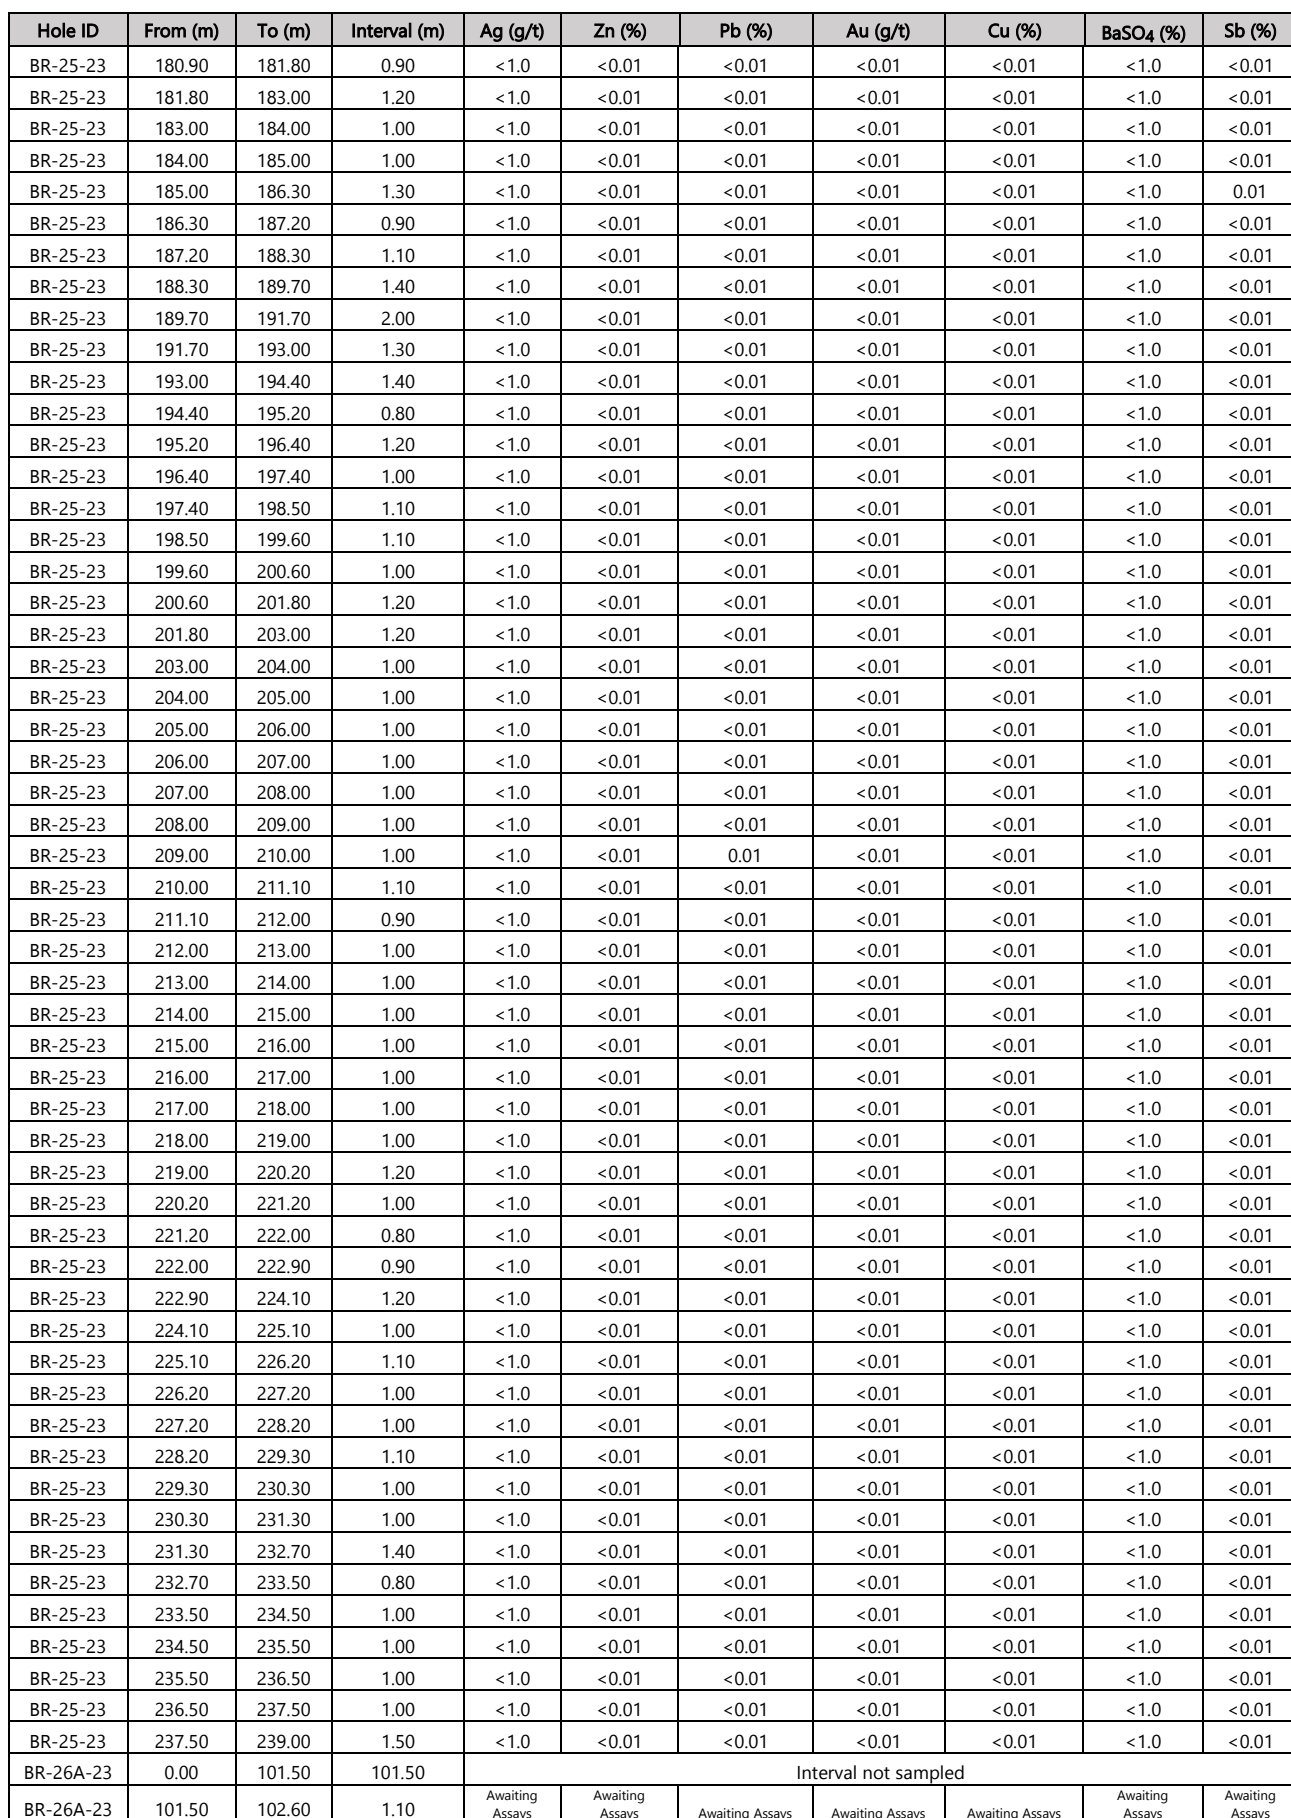 Hole ID From (m) To (m) Interval (m) Ag (g/t) Zn (%) Pb (%) Au (g/t) Cu (%) BaSO4 (%) Sb (%)
BR-25-23 180.90 181.80 0.90 <1.0 <0.01 <0.01 <0.01 <0.01 <1.0 <0.01
BR-25-23 181.80 183.00 1.20 <1.0 <0.01 <0.01 <0.01 <0.01 <1.0 <0.01
BR-25-23 183.00 184.00 1.00 <1.0 <0.01 <0.01 <0.01 <0.01 <1.0 <0.01
BR-25-23 184.00 185.00 1.00 <1.0 <0.01 <0.01 <0.01 <0.01 <1.0 <0.01
BR-25-23 185.00 186.30 1.30 <1.0 <0.01 <0.01 <0.01 <0.01 <1.0 0.01
BR-25-23 186.30 187.20 0.90 <1.0 <0.01 <0.01 <0.01 <0.01 <1.0 <0.01
BR-25-23 187.20 188.30 1.10 <1.0 <0.01 <0.01 <0.01 <0.01 <1.0 <0.01
BR-25-23 188.30 189.70 1.40 <1.0 <0.01 <0.01 <0.01 <0.01 <1.0 <0.01
BR-25-23 189.70 191.70 2.00 <1.0 <0.01 <0.01 <0.01 <0.01 <1.0 <0.01
BR-25-23 191.70 193.00 1.30 <1.0 <0.01 <0.01 <0.01 <0.01 <1.0 <0.01
BR-25-23 193.00 194.40 1.40 <1.0 <0.01 <0.01 <0.01 <0.01 <1.0 <0.01
BR-25-23 194.40 195.20 0.80 <1.0 <0.01 <0.01 <0.01 <0.01 <1.0 <0.01
BR-25-23 195.20 196.40 1.20 <1.0 <0.01 <0.01 <0.01 <0.01 <1.0 <0.01
BR-25-23 196.40 197.40 1.00 <1.0 <0.01 <0.01 <0.01 <0.01 <1.0 <0.01
BR-25-23 197.40 198.50 1.10 <1.0 <0.01 <0.01 <0.01 <0.01 <1.0 <0.01
BR-25-23 198.50 199.60 1.10 <1.0 <0.01 <0.01 <0.01 <0.01 <1.0 <0.01
BR-25-23 199.60 200.60 1.00 <1.0 <0.01 <0.01 <0.01 <0.01 <1.0 <0.01
BR-25-23 200.60 201.80 1.20 <1.0 <0.01 <0.01 <0.01 <0.01 <1.0 <0.01
BR-25-23 201.80 203.00 1.20 <1.0 <0.01 <0.01 <0.01 <0.01 <1.0 <0.01
BR-25-23 203.00 204.00 1.00 <1.0 <0.01 <0.01 <0.01 <0.01 <1.0 <0.01
BR-25-23 204.00 205.00 1.00 <1.0 <0.01 <0.01 <0.01 <0.01 <1.0 <0.01
BR-25-23 205.00 206.00 1.00 <1.0 <0.01 <0.01 <0.01 <0.01 <1.0 <0.01
BR-25-23 206.00 207.00 1.00 <1.0 <0.01 <0.01 <0.01 <0.01 <1.0 <0.01
BR-25-23 207.00 208.00 1.00 <1.0 <0.01 <0.01 <0.01 <0.01 <1.0 <0.01
BR-25-23 208.00 209.00 1.00 <1.0 <0.01 <0.01 <0.01 <0.01 <1.0 <0.01
BR-25-23 209.00 210.00 1.00 <1.0 <0.01 0.01 <0.01 <0.01 <1.0 <0.01
BR-25-23 210.00 211.10 1.10 <1.0 <0.01 <0.01 <0.01 <0.01 <1.0 <0.01
BR-25-23 211.10 212.00 0.90 <1.0 <0.01 <0.01 <0.01 <0.01 <1.0 <0.01
BR-25-23 212.00 213.00 1.00 <1.0 <0.01 <0.01 <0.01 <0.01 <1.0 <0.01
BR-25-23 213.00 214.00 1.00 <1.0 <0.01 <0.01 <0.01 <0.01 <1.0 <0.01
BR-25-23 214.00 215.00 1.00 <1.0 <0.01 <0.01 <0.01 <0.01 <1.0 <0.01
BR-25-23 215.00 216.00 1.00 <1.0 <0.01 <0.01 <0.01 <0.01 <1.0 <0.01
BR-25-23 216.00 217.00 1.00 <1.0 <0.01 <0.01 <0.01 <0.01 <1.0 <0.01
BR-25-23 217.00 218.00 1.00 <1.0 <0.01 <0.01 <0.01 <0.01 <1.0 <0.01
BR-25-23 218.00 219.00 1.00 <1.0 <0.01 <0.01 <0.01 <0.01 <1.0 <0.01
BR-25-23 219.00 220.20 1.20 <1.0 <0.01 <0.01 <0.01 <0.01 <1.0 <0.01
BR-25-23 220.20 221.20 1.00 <1.0 <0.01 <0.01 <0.01 <0.01 <1.0 <0.01
BR-25-23 221.20 222.00 0.80 <1.0 <0.01 <0.01 <0.01 <0.01 <1.0 <0.01
BR-25-23 222.00 222.90 0.90 <1.0 <0.01 <0.01 <0.01 <0.01 <1.0 <0.01
BR-25-23 222.90 224.10 1.20 <1.0 <0.01 <0.01 <0.01 <0.01 <1.0 <0.01
BR-25-23 224.10 225.10 1.00 <1.0 <0.01 <0.01 <0.01 <0.01 <1.0 <0.01
BR-25-23 225.10 226.20 1.10 <1.0 <0.01 <0.01 <0.01 <0.01 <1.0 <0.01
BR-25-23 226.20 227.20 1.00 <1.0 <0.01 <0.01 <0.01 <0.01 <1.0 <0.01
BR-25-23 227.20 228.20 1.00 <1.0 <0.01 <0.01 <0.01 <0.01 <1.0 <0.01
BR-25-23 228.20 229.30 1.10 <1.0 <0.01 <0.01 <0.01 <0.01 <1.0 <0.01
BR-25-23 229.30 230.30 1.00 <1.0 <0.01 <0.01 <0.01 <0.01 <1.0 <0.01
BR-25-23 230.30 231.30 1.00 <1.0 <0.01 <0.01 <0.01 <0.01 <1.0 <0.01
BR-25-23 231.30 232.70 1.40 <1.0 <0.01 <0.01 <0.01 <0.01 <1.0 <0.01
BR-25-23 232.70 233.50 0.80 <1.0 <0.01 <0.01 <0.01 <0.01 <1.0 <0.01
BR-25-23 233.50 234.50 1.00 <1.0 <0.01 <0.01 <0.01 <0.01 <1.0 <0.01
BR-25-23 234.50 235.50 1.00 <1.0 <0.01 <0.01 <0.01 <0.01 <1.0 <0.01
BR-25-23 235.50 236.50 1.00 <1.0 <0.01 <0.01 <0.01 <0.01 <1.0 <0.01
BR-25-23 236.50 237.50 1.00 <1.0 <0.01 <0.01 <0.01 <0.01 <1.0 <0.01
BR-25-23 237.50 239.00 1.50 <1.0 <0.01 <0.01 <0.01 <0.01 <1.0 <0.01
BR-26A-23 0.00 101.50 101.50 Interval not sampled
BR-26A-23 101.50 102.60 1.10 Awaiting Assays Awaiting Assays Awaiting Assays Awaiting Assays Awaiting Assays Awaiting Assays Awaiting Assays